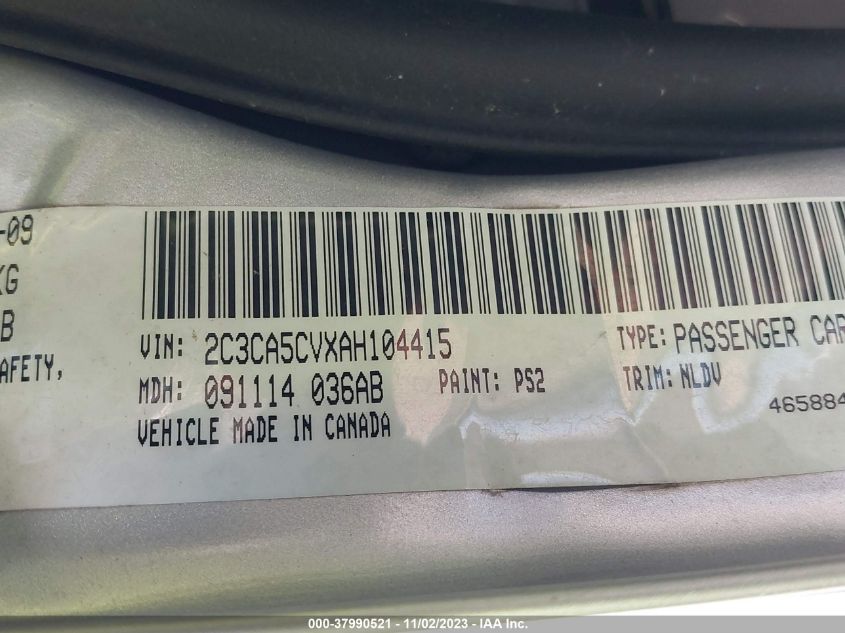 -09
KG
B
AFETY,
VIN: 2C3CA5CVXAH104415
TYPE: PASSENGER CAR
MDH: 091114 036AB
PAINT: PS2
TRIM: NLDV
VEHICLE MADE IN CANADA
465884
000-37990521 - 11/02/2023 - IAA Inc.